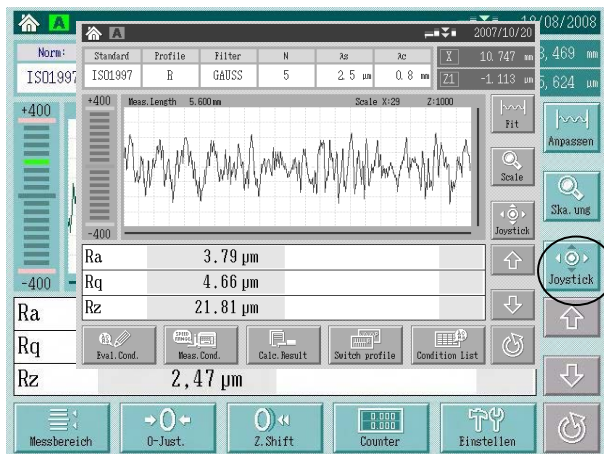 A
18/08/2008
A
2007/10/20
Norm:
Standard Profile Filter N λs λc X 10.747 mm
3,469 mm
ISO1997
ISO1997 R GAUSS 5 2.5 μm 0.8 mm Z1 -1.113 μm
5,624 μm
+400
+400 Meas.Length 5.600mm Scale X:29 Z:1000
Fit
Anpassen
Scale
Ska.ung
Joystick
-400
Joystick
-400
Ra 3.79 μm
Rq 4.66 μm
Rz 21.81 μm
Ra
Rq
Eval.Cond. Meas.Cond. Calc.Result Switch profile Condition List
Rz 2,47 μm
Messbereich 0-Just. Z.Shift Counter Einstellen